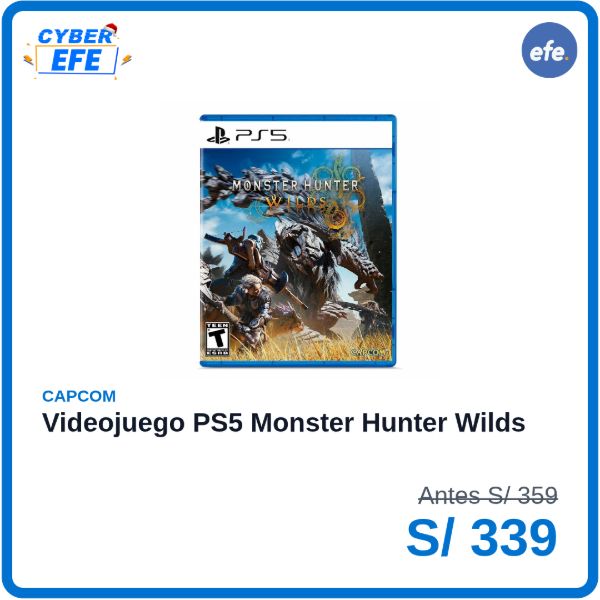 CYBER
EFE
efe.
PS5
MONSTER HUNTER
WILDS
TEEN
T
ESRB
CAPCOM
CAPCOM
Videojuego PS5 Monster Hunter Wilds
Antes S/ 359
S/ 339